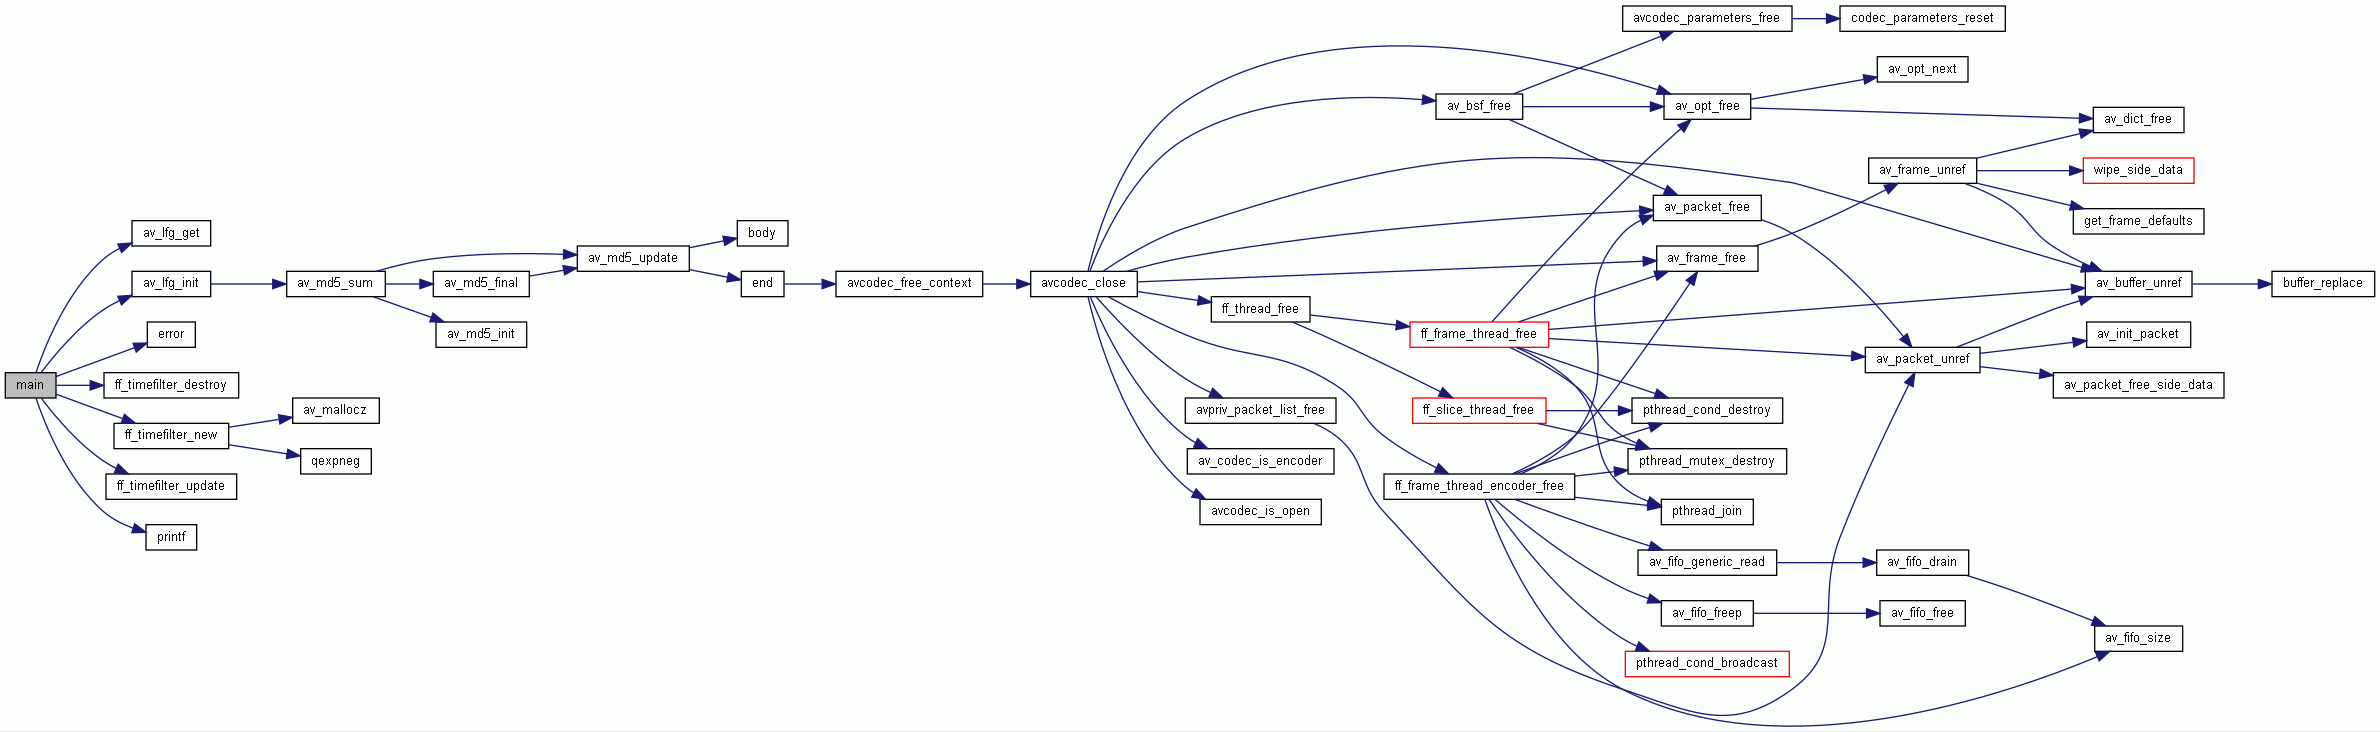 main
av_lfg_get
av_lfg_init
error
ff_timefilter_destroy
ff_timefilter_new
ff_timefilter_update
printf
av_md5_sum
av_mallocz
qexpneg
av_md5_final
av_md5_init
av_md5_update
body
end
avcodec_free_context
avcodec_close
ff_thread_free
avpriv_packet_list_free
av_codec_is_encoder
avcodec_is_open
av_bsf_free
ff_frame_thread_free
ff_slice_thread_free
ff_frame_thread_encoder_free
avcodec_parameters_free
av_opt_free
av_packet_free
av_frame_free
pthread_cond_destroy
pthread_mutex_destroy
pthread_join
av_fifo_generic_read
av_fifo_freep
pthread_cond_broadcast
codec_parameters_reset
av_opt_next
av_frame_unref
av_packet_unref
av_fifo_drain
av_fifo_free
av_dict_free
wipe_side_data
get_frame_defaults
av_buffer_unref
av_init_packet
av_packet_free_side_data
av_fifo_size
buffer_replace